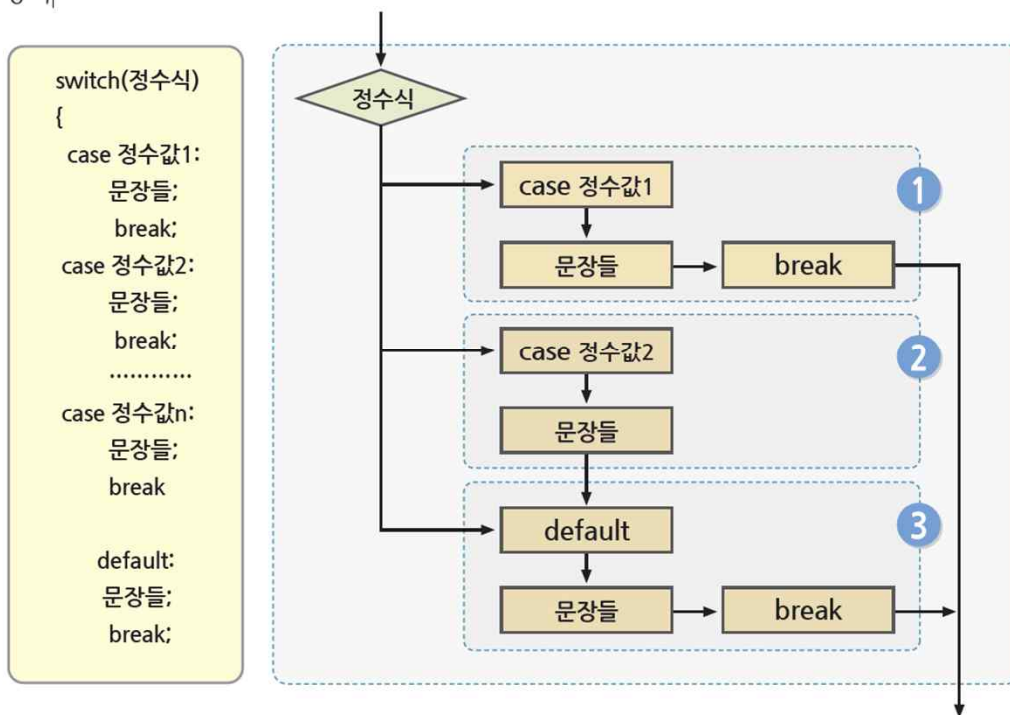 switch(정수식)
{
case 정수값1:
문장들;
break;
case 정수값2:
문장들;
break;
············
case 정수값n:
문장들;
break
default:
문장들;
break;
정수식
case 정수값1
문장들
break
1
case 정수값2
문장들
2
default
문장들
break
3